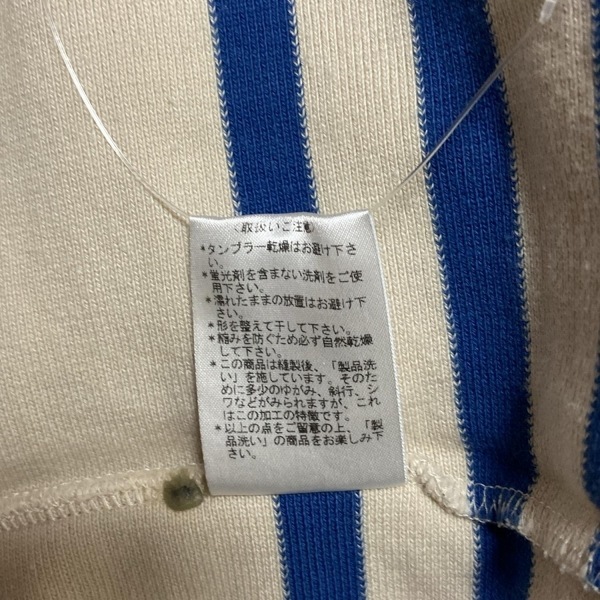 〈取扱いご注意〉
*タンブラー乾燥はお避け下さ
い。
*蛍光剤を含まない洗剤をご使
用下さい。
*濡れたままの放置はお避け下
さい。
*形を整えて干して下さい。
*縮みを防ぐため必ず自然乾燥
して下さい。
*この商品は縫製後、「製品洗
い」を施しています。そのた
めに多少のゆがみ、斜行、シ
ワなどがみられますが、これ
はこの加工の特徴です。
*以上の点をご留意の上、「製
品洗い」の商品をお楽しみ下
さい。